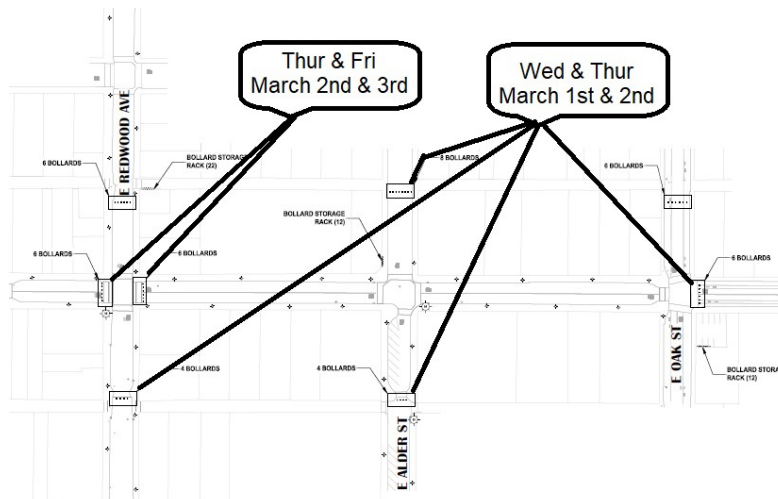 Thur & Fri
March 2nd & 3rd
Wed & Thur
March 1st & 2nd
E REDWOOD AVE
6 BOLLARDS
BOLLARD STORAGE
RACK (22)
8 BOLLARDS
6 BOLLARDS
BOLLARD STORAGE
RACK (12)
6 BOLLARDS
6 BOLLARDS
6 BOLLARDS
4 BOLLARDS
4 BOLLARDS
E OAK ST
BOLLARD STORA
RACK (12)
E ALDER ST